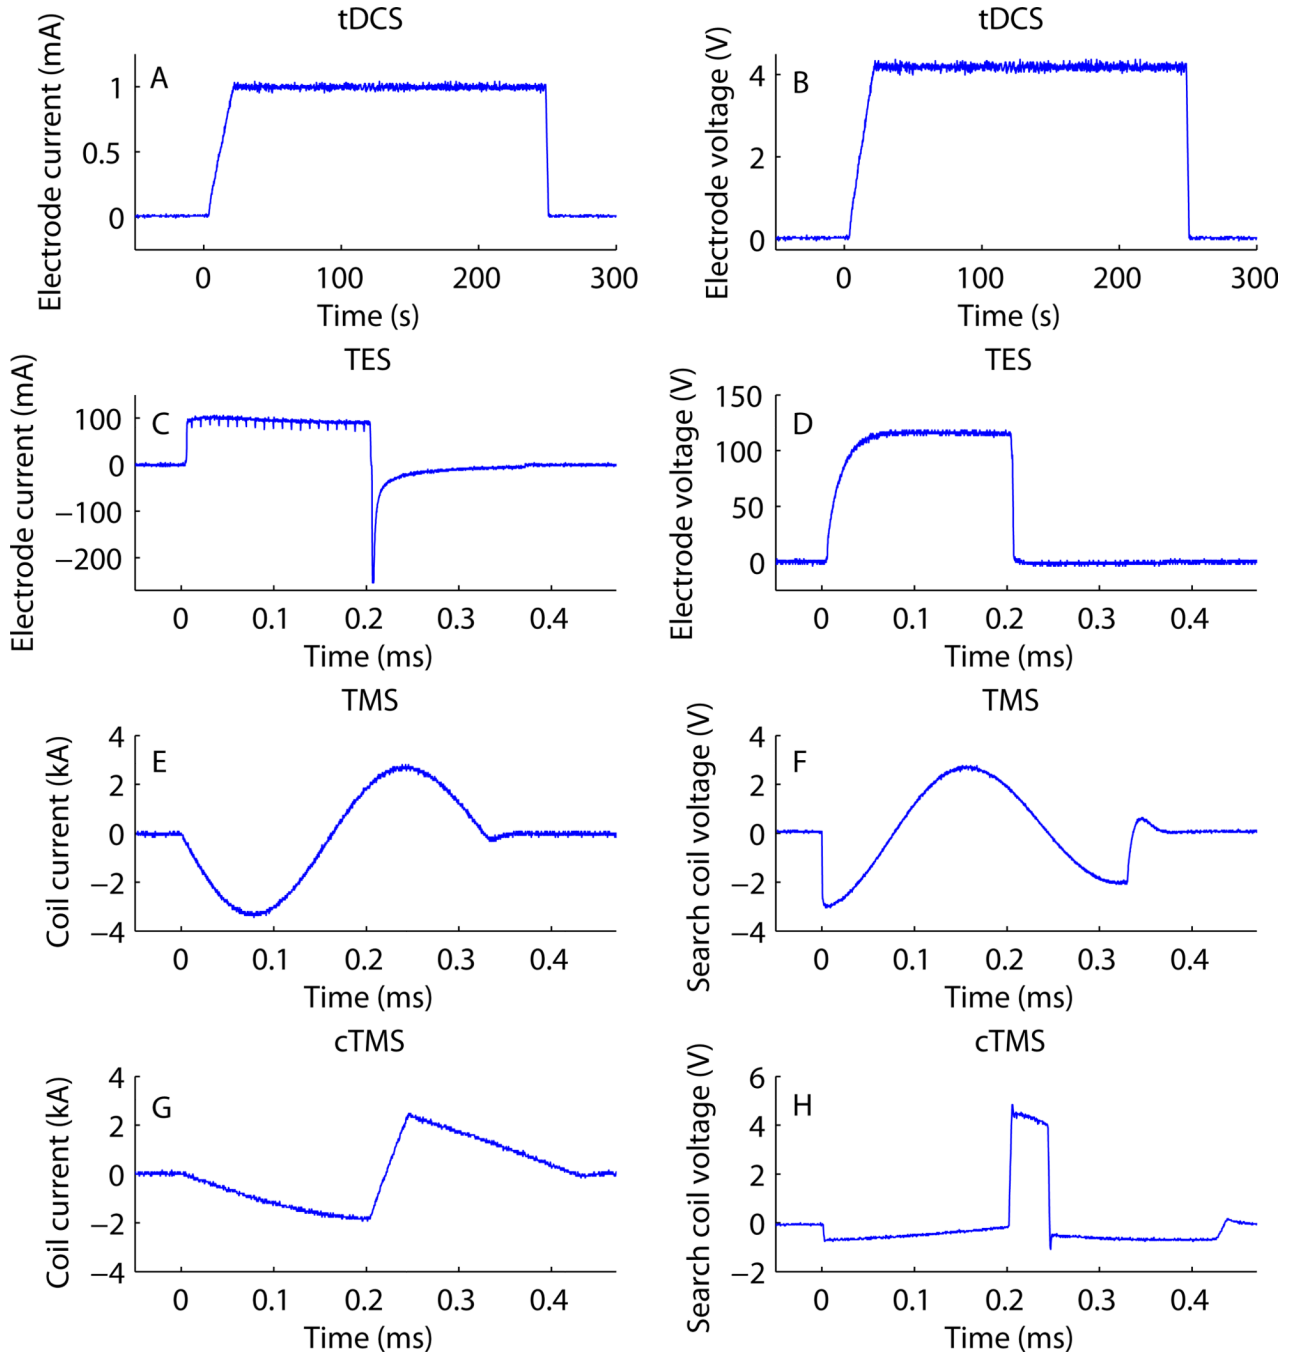 tDCS
Electrode current (mA)
A
1
0.5
0
0 100 200 300
Time (s)
tDCS
Electrode voltage (V)
B
4
2
0
0 100 200 300
Time (s)
TES
Electrode current (mA)
C
100
0
−100
−200
0 0.1 0.2 0.3 0.4
Time (ms)
TES
Electrode voltage (V)
D
150
100
50
0
0 0.1 0.2 0.3 0.4
Time (ms)
TMS
Coil current (kA)
E
4
2
0
−2
−4
0 0.1 0.2 0.3 0.4
Time (ms)
TMS
Search coil voltage (V)
F
4
2
0
−2
−4
0 0.1 0.2 0.3 0.4
Time (ms)
cTMS
Coil current (kA)
G
4
2
0
−2
−4
0 0.1 0.2 0.3 0.4
Time (ms)
cTMS
Search coil voltage (V)
H
6
4
2
0
−2
0 0.1 0.2 0.3 0.4
Time (ms)